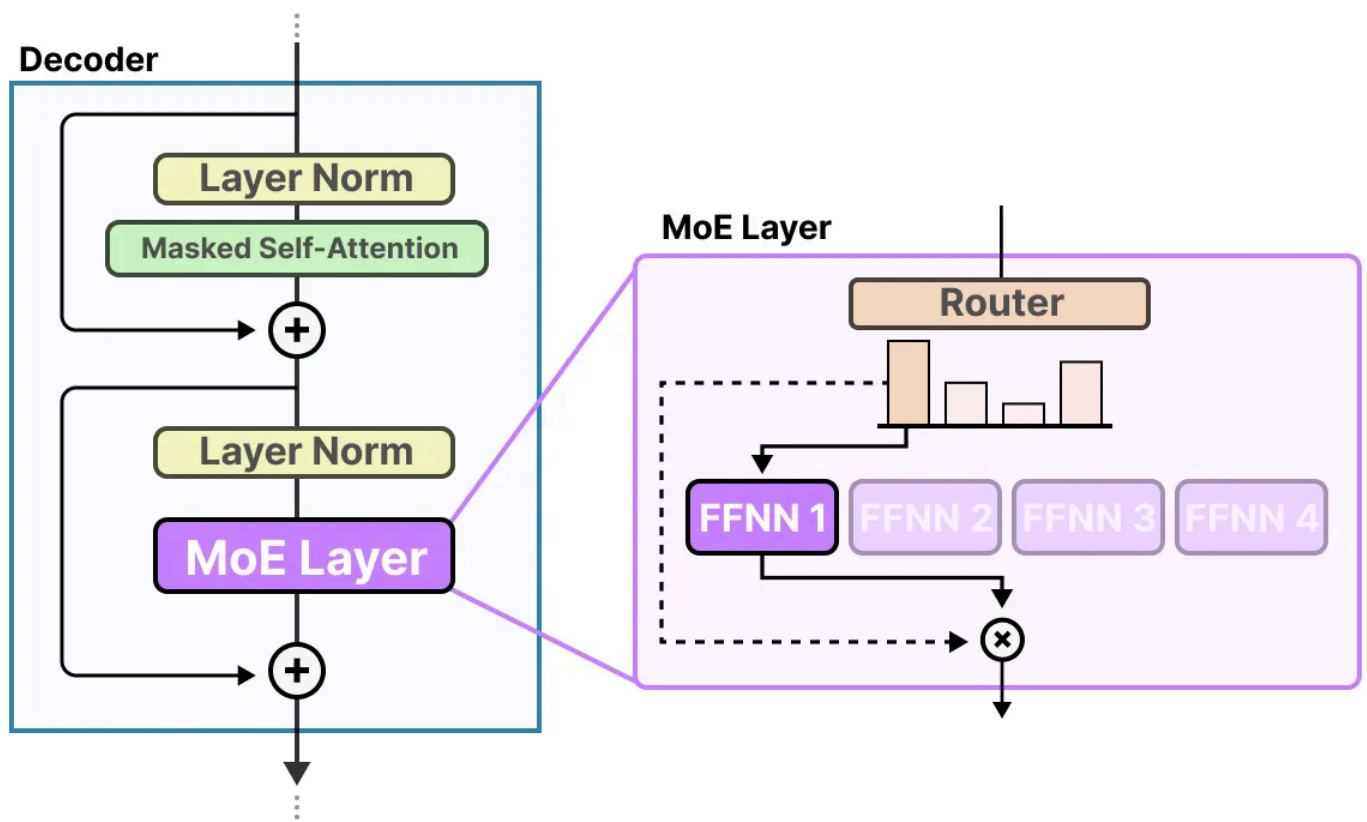 Decoder
Layer Norm
Masked Self-Attention
+
Layer Norm
MoE Layer
+
MoE Layer
Router
FFNN 1
FFNN 2
FFNN 3
FFNN 4
×